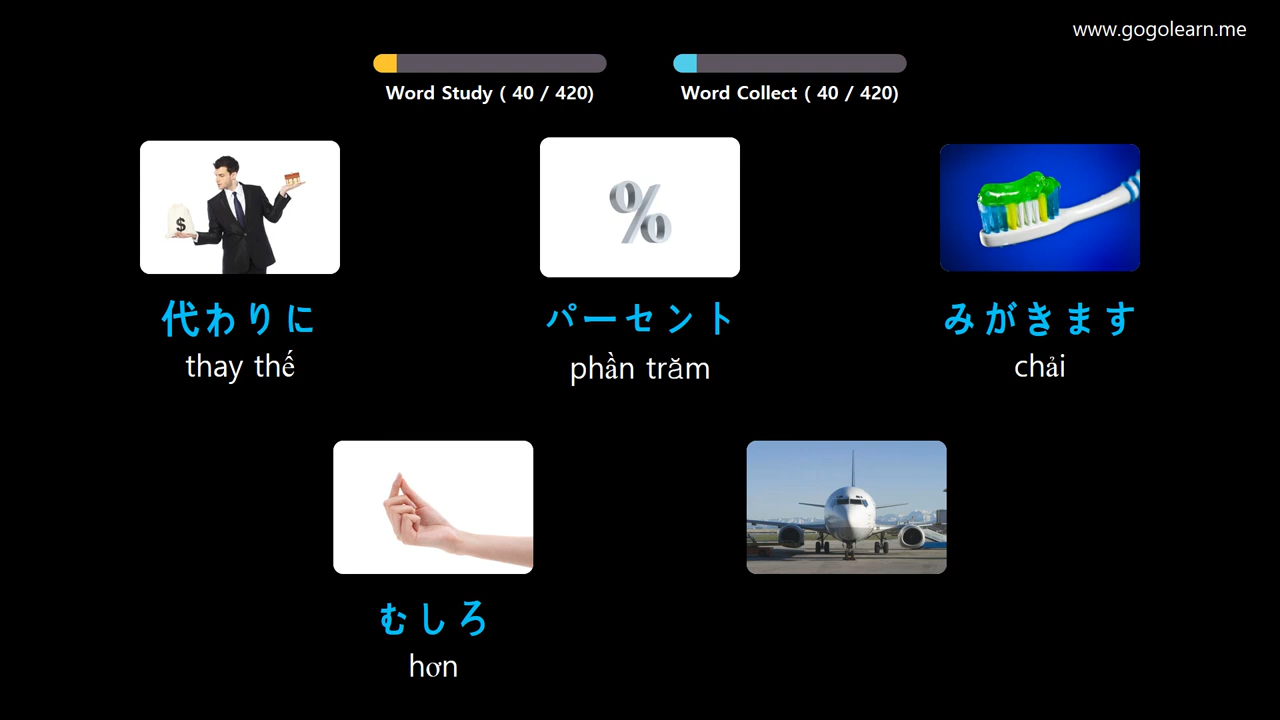 www.gogolearn.me
Word Study ( 40 / 420)
Word Collect ( 40 / 420)
$
%
代わりに
thay thế
パーセント
phần trăm
みがきます
chải
むしろ
hơn